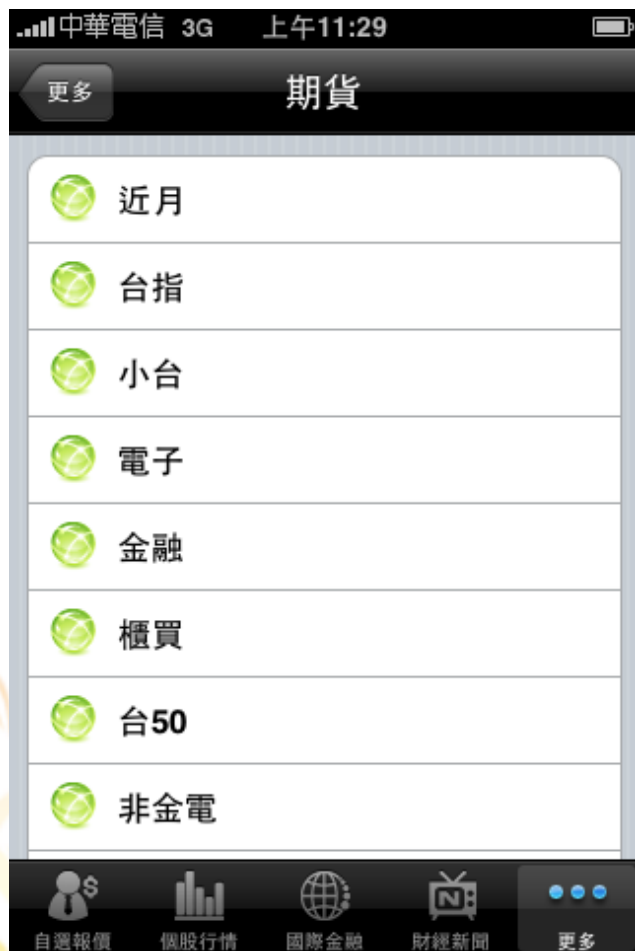 中華電信 3G 上午11:29
更多 期貨
近月
台指
小台
電子
金融
櫃買
台50
非金電
自選報價 個股行情 國際金融 財經新聞 更多